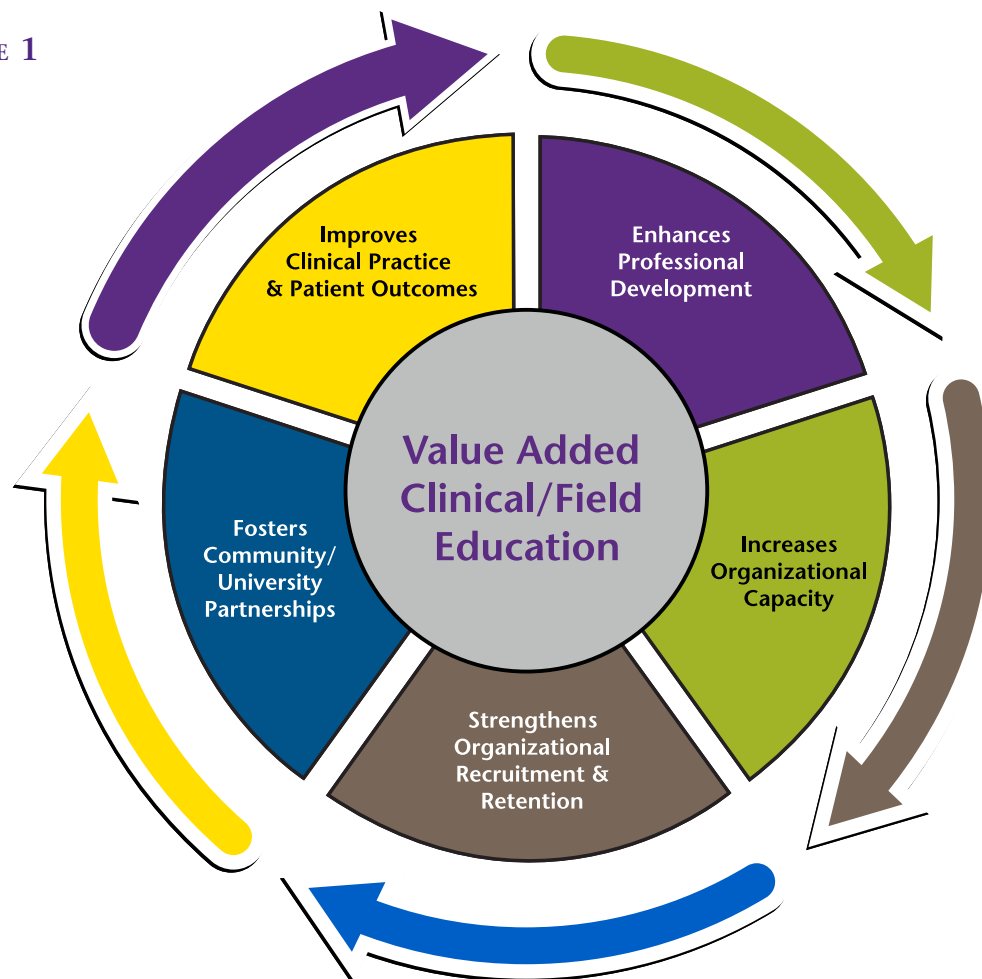 E 1
Improves
Clinical Practice
& Patient Outcomes
Enhances
Professional
Development
Value Added
Clinical/Field
Education
Fosters
Community/
University
Partnerships
Increases
Organizational
Capacity
Strengthens
Organizational
Recruitment &
Retention